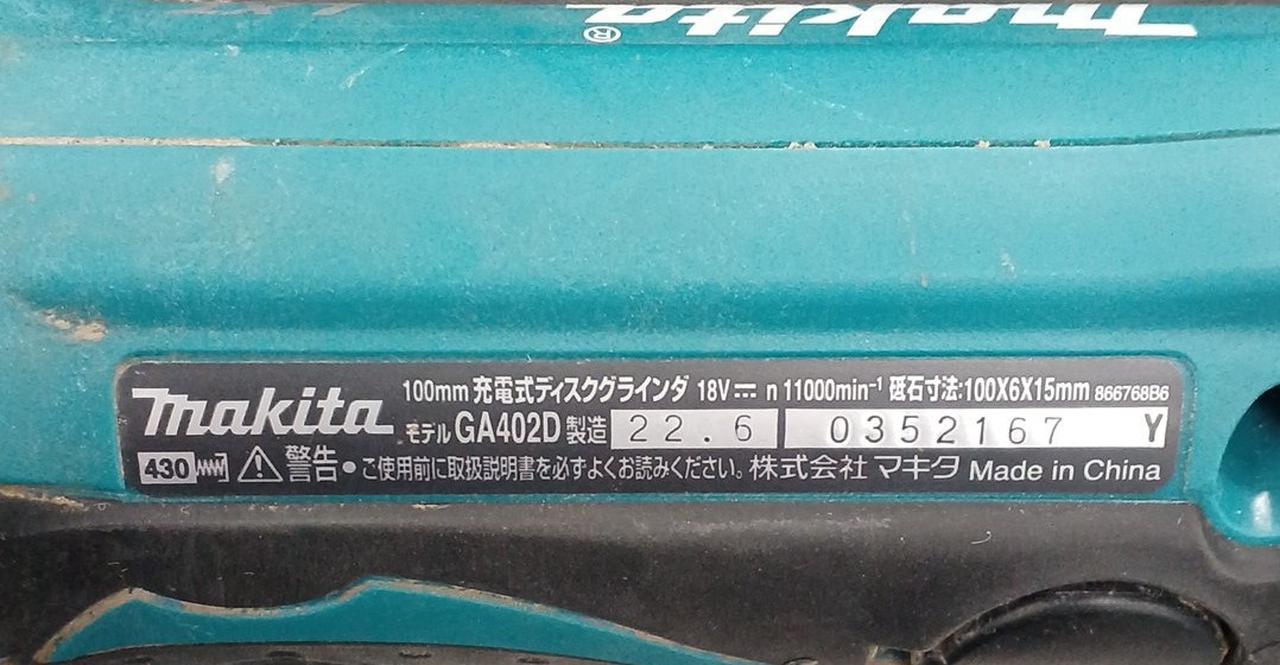 makita®
makita 100mm 充電式ディスクグラインダ 18V n 11000min⁻¹ 砥石寸法:100X6X15mm 866768B6
モデル GA402D 製造 22.6 0352167 Y
430 警告 ●ご使用前に取扱説明書を必ずよくお読みください。株式会社 マキタ Made in China